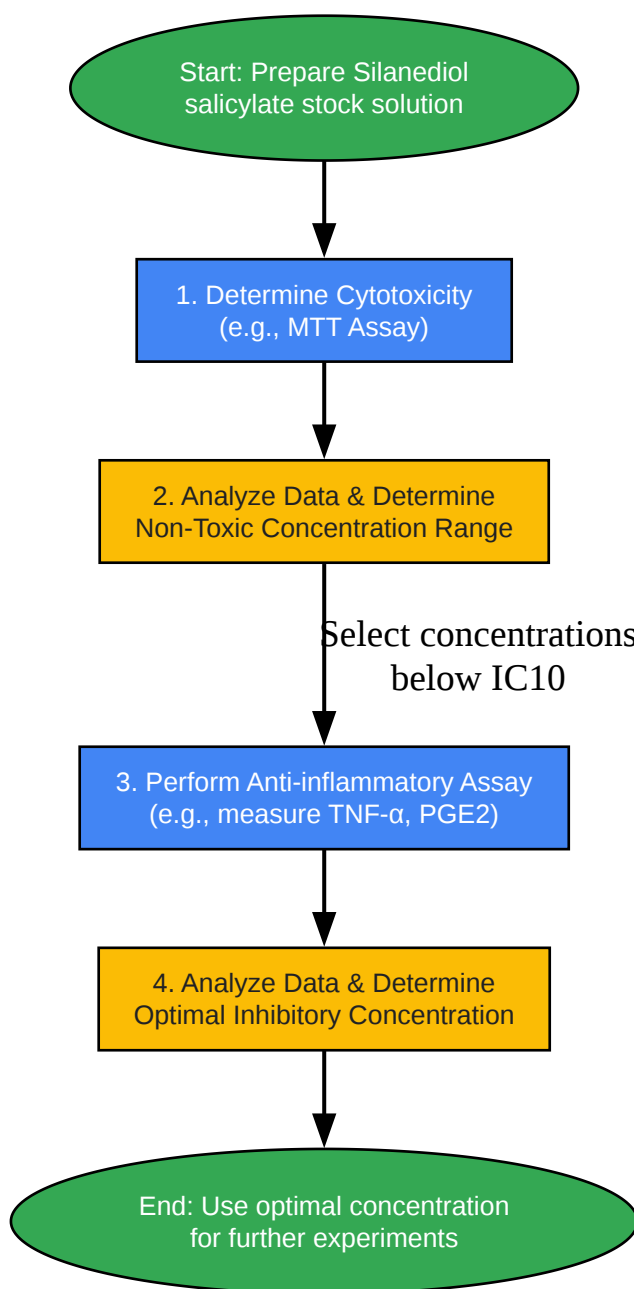 Start: Prepare Silanediol
salicylate stock solution
1. Determine Cytotoxicity
(e.g., MTT Assay)
2. Analyze Data & Determine
Non-Toxic Concentration Range
Select concentrations
below IC10
3. Perform Anti-inflammatory Assay
(e.g., measure TNF-α, PGE2)
4. Analyze Data & Determine
Optimal Inhibitory Concentration
End: Use optimal concentration
for further experiments